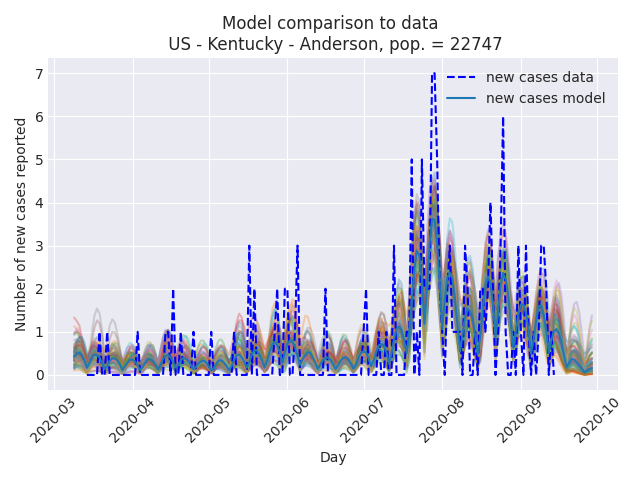 Model comparison to data
US - Kentucky - Anderson, pop. = 22747
new cases data
new cases model
Number of new cases reported
7
6
5
4
3
2
1
0
2020-03
2020-04
2020-05
2020-06
2020-07
2020-08
2020-09
2020-10
Day